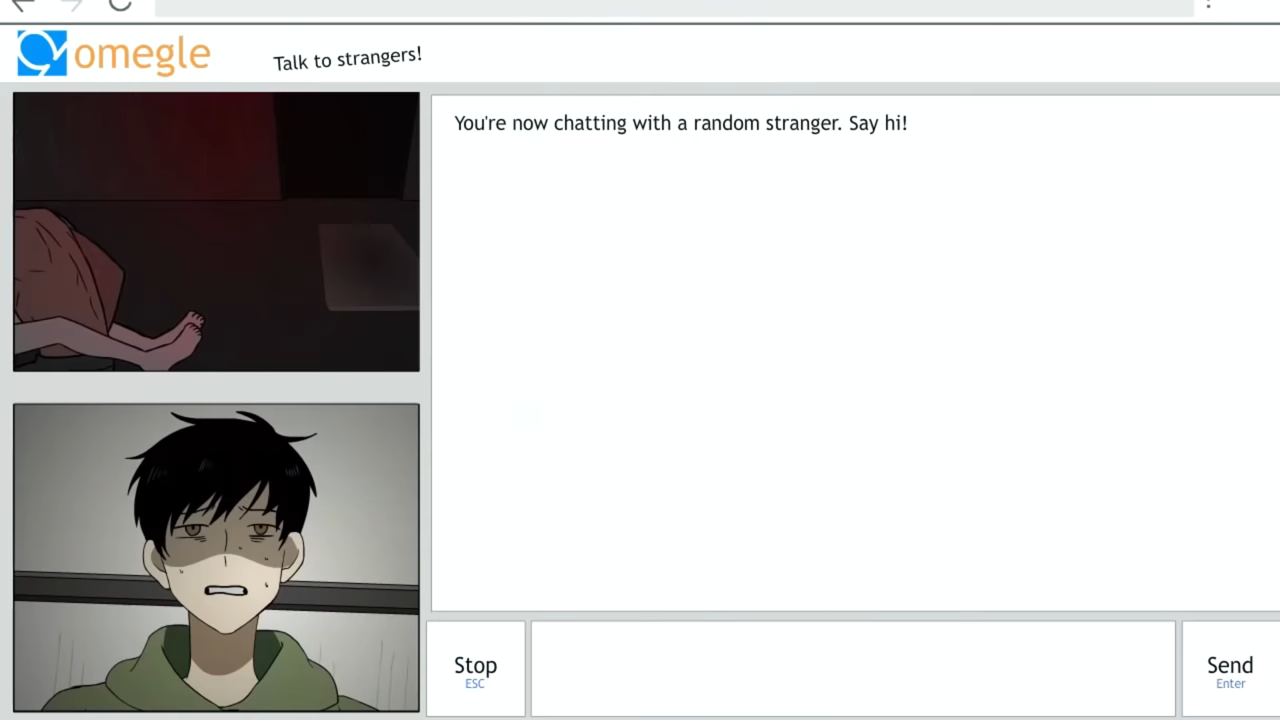 omegle
Talk to strangers!
You're now chatting with a random stranger. Say hi!
Stop
ESC
Send
Enter